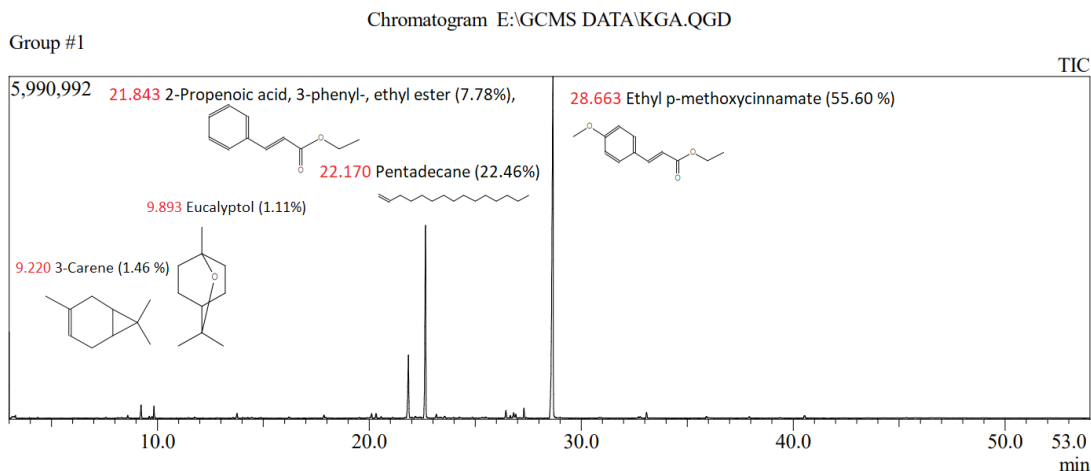 Chromatogram E:\GCMS DATA\KGA.QGD
Group #1
TIC
5,990,992
21.843 2-Propenoic acid, 3-phenyl-, ethyl ester (7.78%),
28.663 Ethyl p-methoxycinnamate (55.60 %)
22.170 Pentadecane (22.46%)
9.893 Eucalyptol (1.11%)
9.220 3-Carene (1.46 %)
O
O
O
O
O
O
10.0 20.0 30.0 40.0 50.0 53.0
min